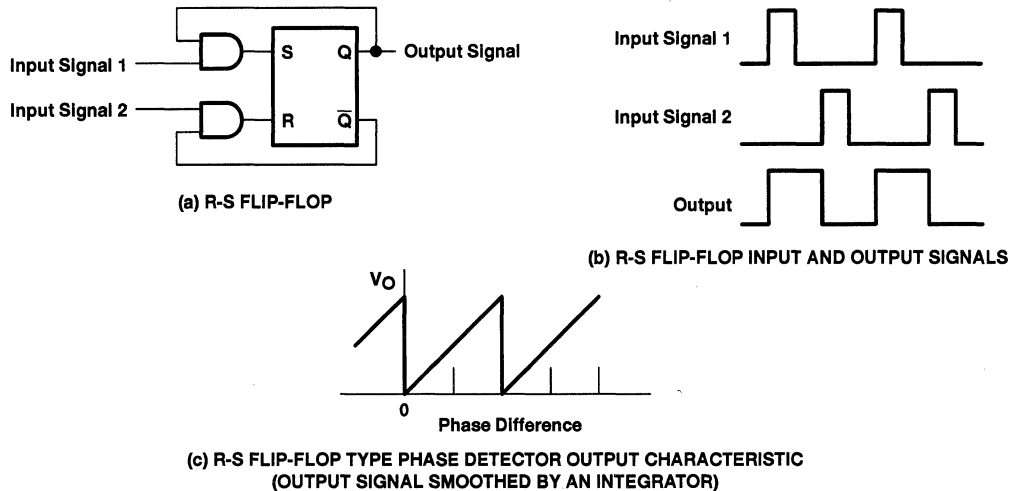 Input Signal 1
Input Signal 2
S
Q
R
Q̅
Output Signal
(a) R-S FLIP-FLOP
Input Signal 1
Input Signal 2
Output
(b) R-S FLIP-FLOP INPUT AND OUTPUT SIGNALS
VO
0
Phase Difference
(c) R-S FLIP-FLOP TYPE PHASE DETECTOR OUTPUT CHARACTERISTIC
(OUTPUT SIGNAL SMOOTHED BY AN INTEGRATOR)